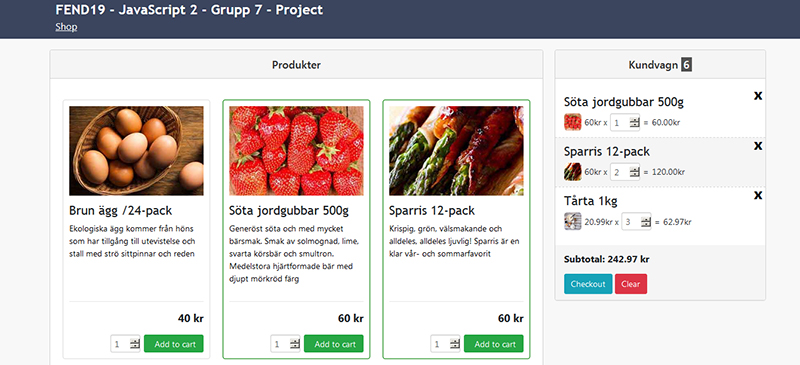 FEND19 - JavaScript 2 - Grupp 7 - Project
Shop
Produkter
Brun ägg /24-pack
Ekologiska ägg kommer från höns
som har tillgång till utevistelse och
stall med strö sittpinnar och reden
40 kr
1 Add to cart
Söta jordgubbar 500g
Generöst söta och med mycket
bärsmak. Smak av solmognad, lime,
svarta körsbär och smultron.
Medelstora hjärtformade bär med
djupt mörkröd färg
60 kr
1 Add to cart
Sparris 12-pack
Krispig, grön, välsmakande och
alldeles, alldeles ljuvlig! Sparris är en
klar vår- och sommarfavorit
60 kr
1 Add to cart
Kundvagn 6
Söta jordgubbar 500g X
60kr x 1 = 60.00kr
Sparris 12-pack X
60kr x 2 = 120.00kr
Tårta 1kg X
20.99kr x 3 = 62.97kr
Subtotal: 242.97 kr
Checkout Clear